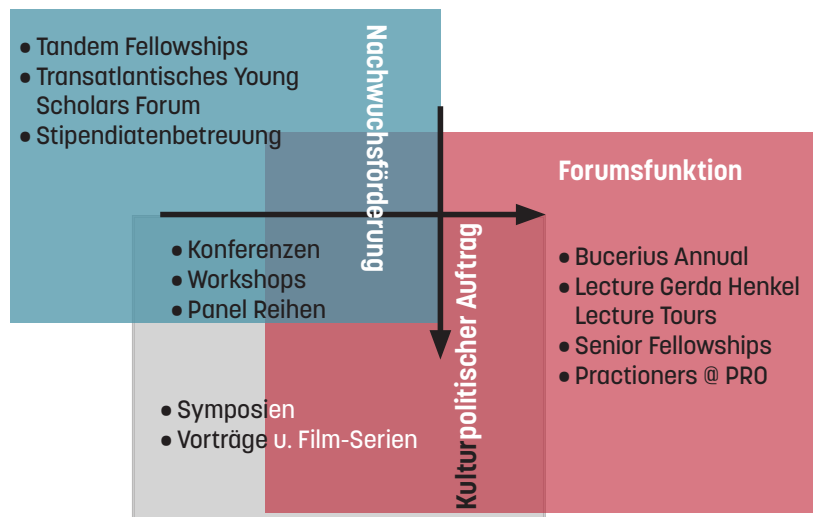 • Tandem Fellowships
• Transatlantisches Young
Scholars Forum
• Stipendiatenbetreuung
Nachwuchsförderung
• Konferenzen
• Workshops
• Panel Reihen
• Symposien
• Vorträge u. Film-Serien
Kulturpolitischer Auftrag
Forumsfunktion
• Bucerius Annual
• Lecture Gerda Henkel
Lecture Tours
• Senior Fellowships
• Practioners @ PRO